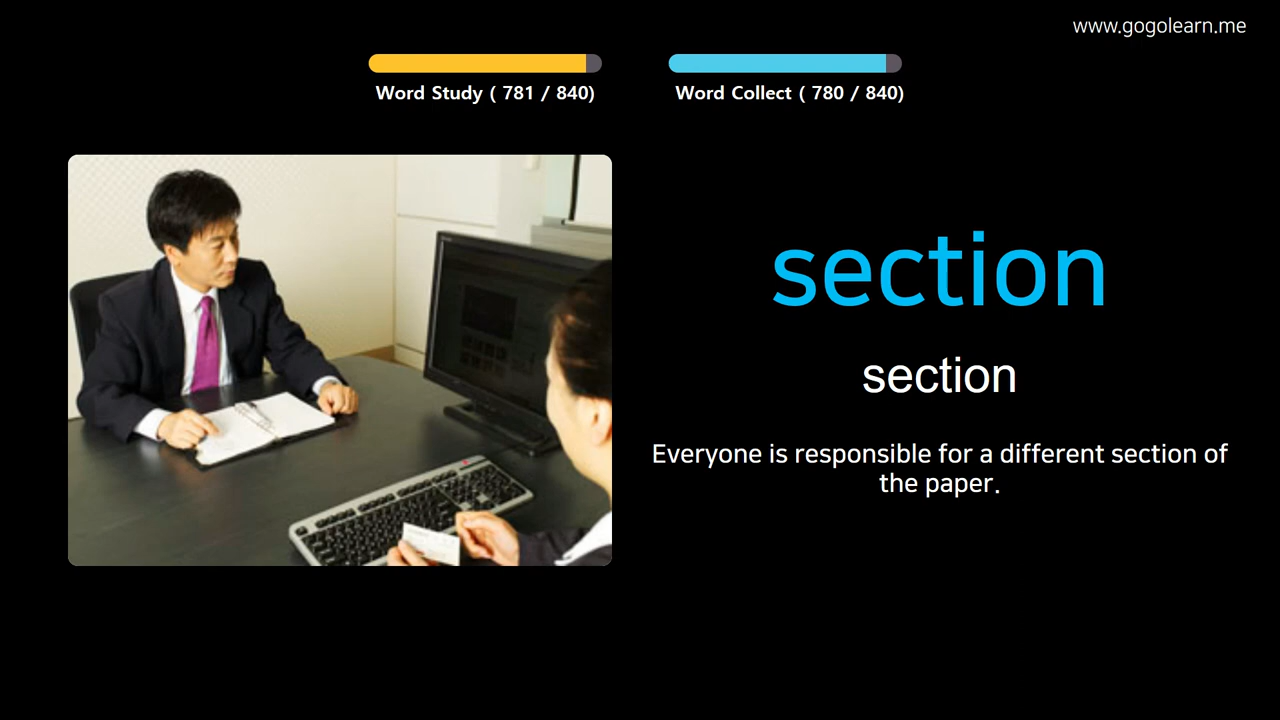 www.gogolearn.me
Word Study ( 781 / 840)
Word Collect ( 780 / 840)
section
section
Everyone is responsible for a different section of
the paper.